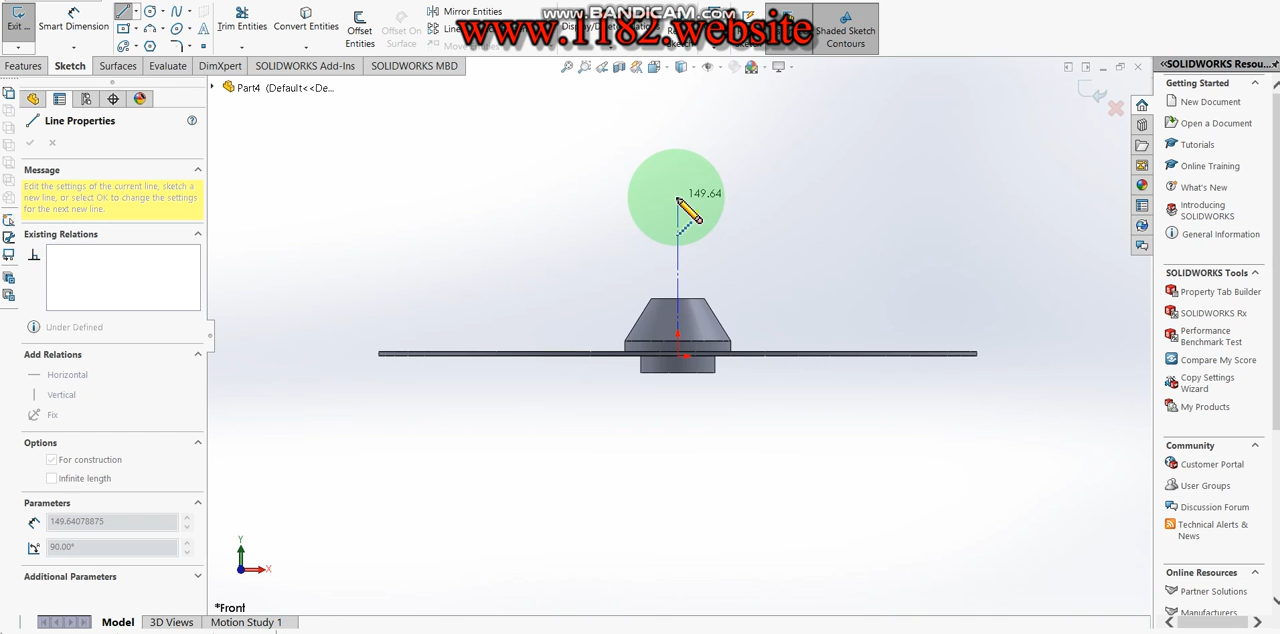 www.BANDICAM.com
www.1182.website
Exit ...
Smart Dimension
Trim Entities
Convert Entities
Offset Entities
Offset On Surface
Mirror Entities
Shaded Sketch Contours
Features
Sketch
Surfaces
Evaluate
DimXpert
SOLIDWORKS Add-Ins
SOLIDWORKS MBD
Part4 (Default<<De...
Line Properties
Message
Edit the settings of the current line, sketch a
new line, or select OK to change the settings
for the next new line.
Existing Relations
Under Defined
Add Relations
Horizontal
Vertical
Fix
Options
For construction
Infinite length
Parameters
149.64078875
90.00°
Additional Parameters
149.64
Y
X
*Front
Model
3D Views
Motion Study 1
SOLIDWORKS Resou...
Getting Started
New Document
Open a Document
Tutorials
Online Training
What's New
Introducing
SOLIDWORKS
General Information
SOLIDWORKS Tools
Property Tab Builder
SOLIDWORKS Rx
Performance
Benchmark Test
Compare My Score
Copy Settings
Wizard
My Products
Community
Customer Portal
User Groups
Discussion Forum
Technical Alerts &
News
Online Resources
Partner Solutions
Manufacturers